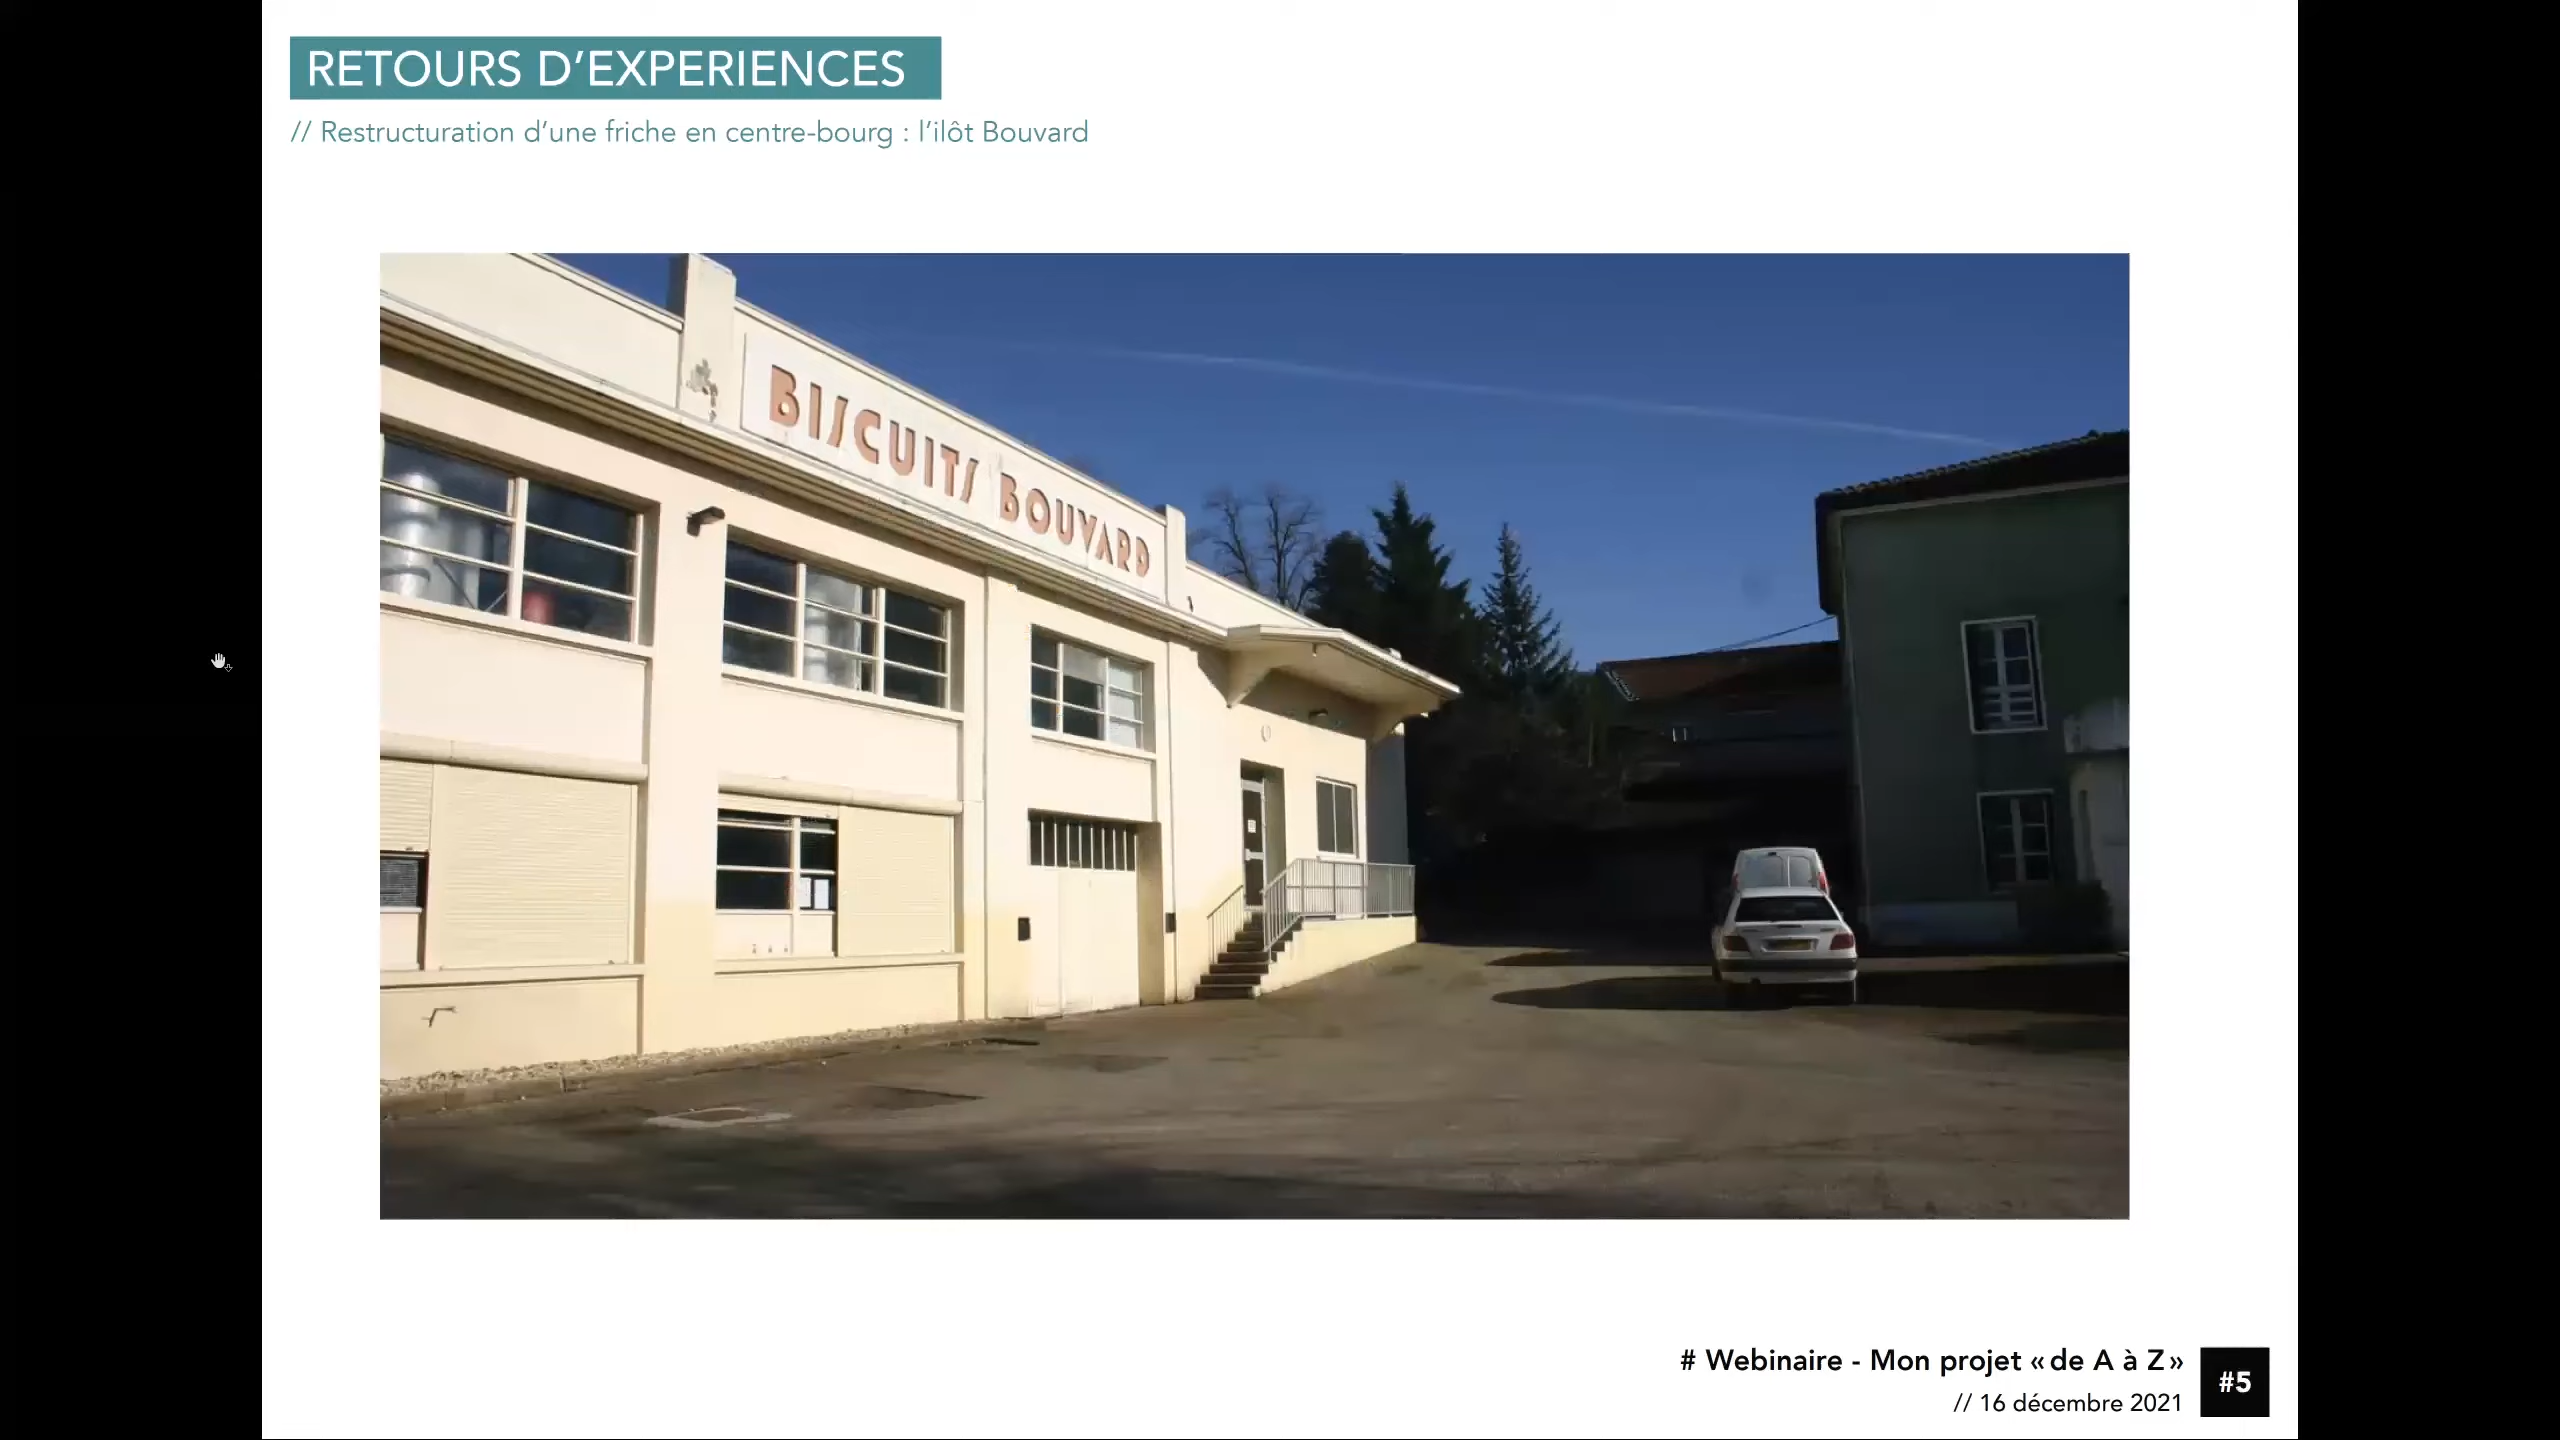 RETOURS D'EXPERIENCES
// Restructuration d'une friche en centre-bourg : l'ilôt Bouvard
BISCUITS BOUVARD
# Webinaire - Mon projet «de A à Z»
// 16 décembre 2021
#5